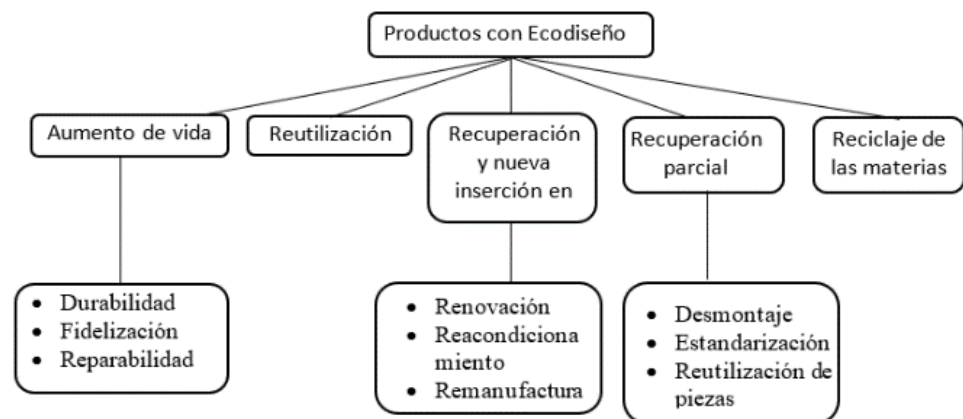 Productos con Ecodiseño
Aumento de vida
Reutilización
Recuperación
y nueva
inserción en
Recuperación
parcial
Reciclaje de
las materias
• Durabilidad
• Fidelización
• Reparabilidad
• Renovación
• Reacondiciona
miento
• Remanufactura
• Desmontaje
• Estandarización
• Reutilización de
piezas